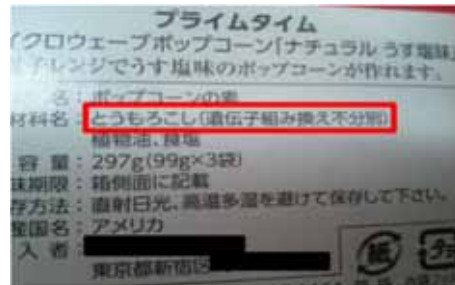 プライムタイム
イクロウェーブポップコーン「ナチュラル うす塩味」
子レンジでうす塩味のポップコーンが作れます。
名：ポップコーンの素
材料名：とうもろこし(遺伝子組み換え不分別)
植物油、食塩
容 量：297g(99g×3袋)
味期限：箱側面に記載
存方法：直射日光、高温多湿を避けて保存して下さい。
産国名：アメリカ
入 者：
東京都新宿区
紙